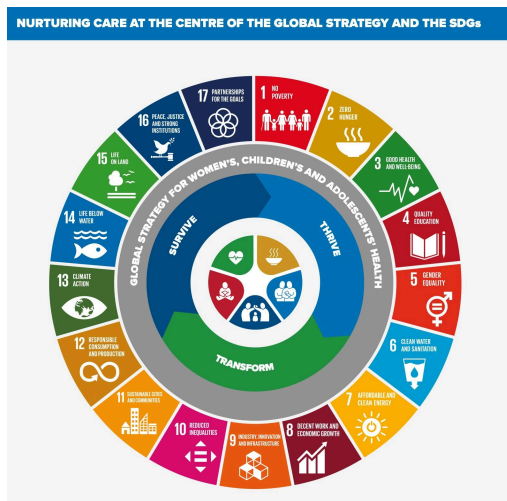 NURTURING CARE AT THE CENTRE OF THE GLOBAL STRATEGY AND THE SDGs
1 NO
POVERTY
2 ZERO
HUNGER
3 GOOD HEALTH
AND WELL-BEING
4 QUALITY
EDUCATION
5 GENDER
EQUALITY
6 CLEAN WATER
AND SANITATION
7 AFFORDABLE AND
CLEAN ENERGY
8 DECENT WORK AND
ECONOMIC GROWTH
9 INDUSTRY, INNOVATION
AND INFRASTRUCTURE
10 REDUCED
INEQUALITIES
11 SUSTAINABLE CITIES
AND COMMUNITIES
12 RESPONSIBLE
CONSUMPTION
AND PRODUCTION
13 CLIMATE
ACTION
14 LIFE BELOW
WATER
15 LIFE
ON LAND
16 PEACE, JUSTICE
AND STRONG
INSTITUTIONS
17 PARTNERSHIPS
FOR THE GOALS
GLOBAL STRATEGY FOR WOMEN'S, CHILDREN'S AND ADOLESCENTS' HEALTH
SURVIVE
THRIVE
TRANSFORM